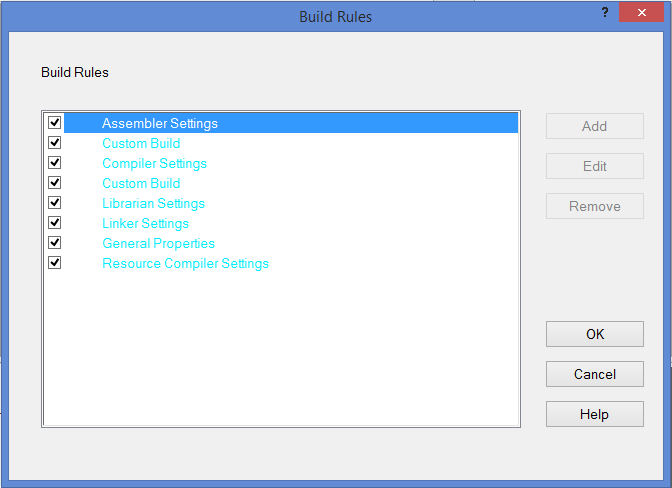 Build Rules
?
Build Rules
Assembler Settings
Custom Build
Compiler Settings
Custom Build
Librarian Settings
Linker Settings
General Properties
Resource Compiler Settings
Add
Edit
Remove
OK
Cancel
Help